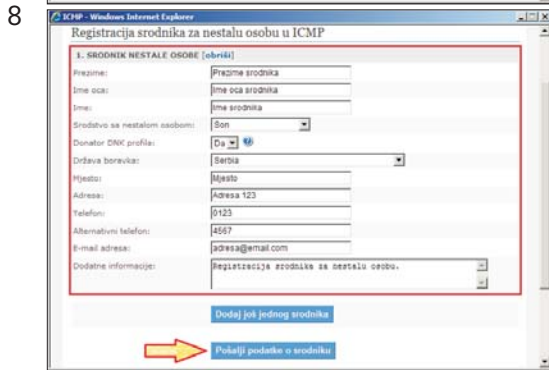 8
ICMP - Windows Internet Explorer
Registracija srodnika za nestalu osobu u ICMP
1. SRODNIK NESTALE OSOBE [obriši]
Prezime: Prezime srodnika
Ime oca: Ime oca srodnika
Ime: Ime srodnika
Srodstvo sa nestalom osobom: Son
Donator DNK profila: Da
Država boravka: Serbia
Mjesto: Mjesto
Adresa: Adresa 123
Telefon: 0123
Alternativni telefon: 4567
E-mail adresa: adresa@email.com
Dodatne informacije: Registracija srodnika za nestalu osobu.
Dodaj još jednog srodnika
Pošalji podatke o srodniku